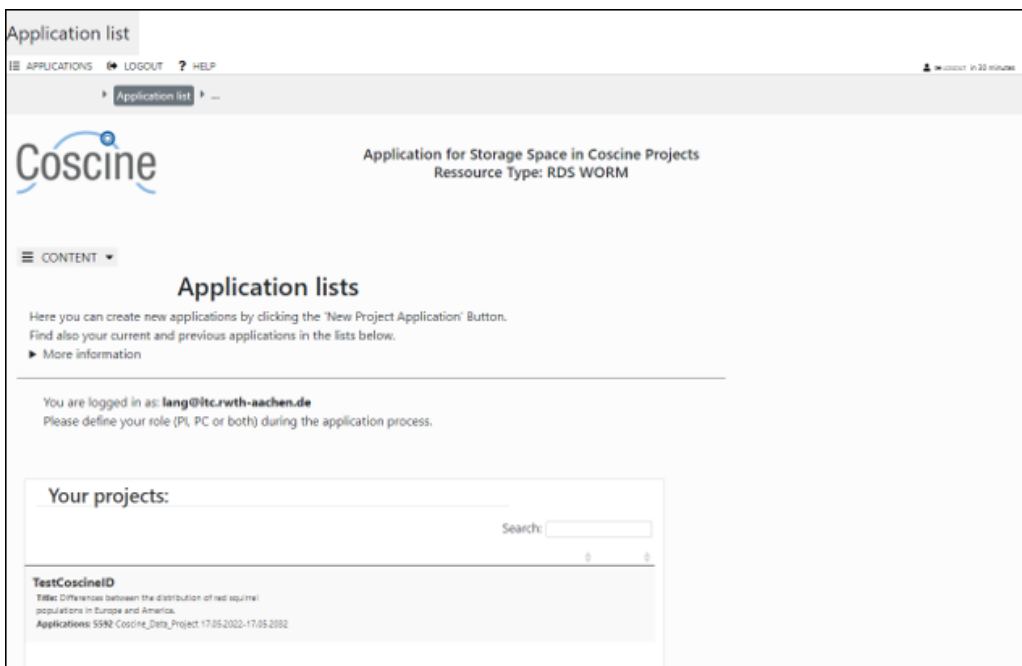 Application list
APPLICATIONS LOGOUT ? HELP
LOGOUT in 30 minutes
Application list ...
Coscine
Application for Storage Space in Coscine Projects
Ressource Type: RDS WORM
CONTENT
Application lists
Here you can create new applications by clicking the 'New Project Application' Button.
Find also your current and previous applications in the lists below.
More information
You are logged in as: lang@itc.rwth-aachen.de
Please define your role (PI, PC or both) during the application process.
Your projects:
Search:
TestCoscineID
Title: Differences between the distribution of red squirrel
populations in Europe and America.
Applications: 5592 Coscine_Data_Project 17.05.2022-17.05.2032